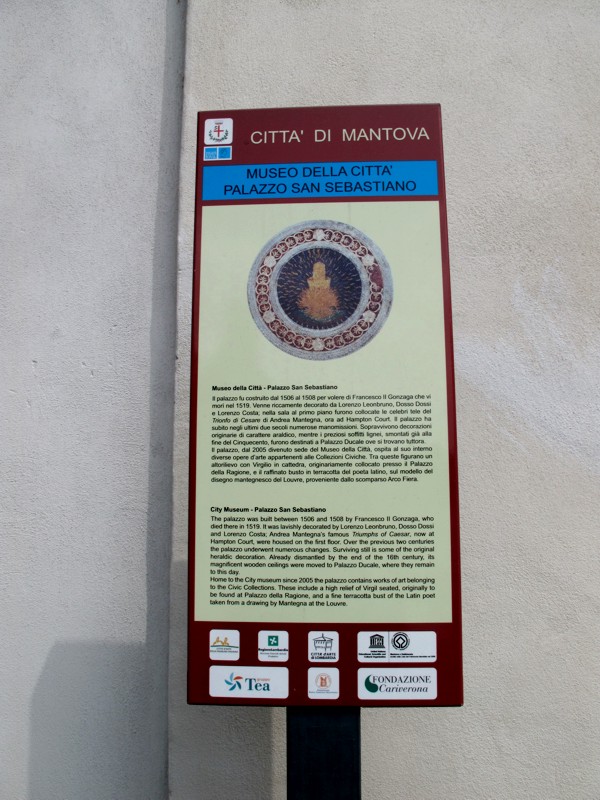 CITTA' DI MANTOVA
MUSEO DELLA CITTA'
PALAZZO SAN SEBASTIANO
Museo della Città - Palazzo San Sebastiano
Il palazzo fu costruito dal 1506 al 1508 per volere di Francesco II Gonzaga che vi
morì nel 1519. Venne riccamente decorato da Lorenzo Leonbruno, Dosso Dossi
e Lorenzo Costa; nella sala al primo piano furono collocate le celebri tele del
Trionfo di Cesare di Andrea Mantegna, ora ad Hampton Court. Il palazzo ha
subito negli ultimi due secoli numerose manomissioni. Sopravvivono decorazioni
originarie di carattere araldico, mentre i preziosi soffitti lignei, smontati già alla
fine del Cinquecento, furono destinati a Palazzo Ducale ove si trovano tuttora.
Il palazzo, dal 2005 divenuto sede del Museo della Città, ospita al suo interno
diverse opere d'arte appartenenti alle Collezioni Civiche. Tra queste figurano un
altorilievo con Virgilio in cattedra, originariamente collocato presso il Palazzo
della Ragione, e il raffinato busto in terracotta del poeta latino, sul modello del
disegno mantegnesco del Louvre, proveniente dallo scomparso Arco Fiera.
City Museum - Palazzo San Sebastiano
The palazzo was built between 1506 and 1508 by Francesco II Gonzaga, who
died there in 1519. It was lavishly decorated by Lorenzo Leonbruno, Dosso Dossi
and Lorenzo Costa; Andrea Mantegna's famous Triumphs of Caesar, now at
Hampton Court, were housed on the first floor. Over the previous two centuries
the palazzo underwent numerous changes. Surviving still is some of the original
heraldic decoration. Already dismantled by the end of the 16th century, its
magnificent wooden ceilings were moved to Palazzo Ducale, where they remain
to this day.
Home to the City museum since 2005 the palazzo contains works of art belonging
to the Civic Collections. These include a high relief of Virgil seated, originally to
be found at Palazzo della Ragione, and a fine terracotta bust of the Latin poet
taken from a drawing by Mantegna at the Louvre.
RegioneLombardia
CITTÀ D'ARTE
DI LOMBARDIA
gruppo
Tea
FONDAZIONE
Cariverona